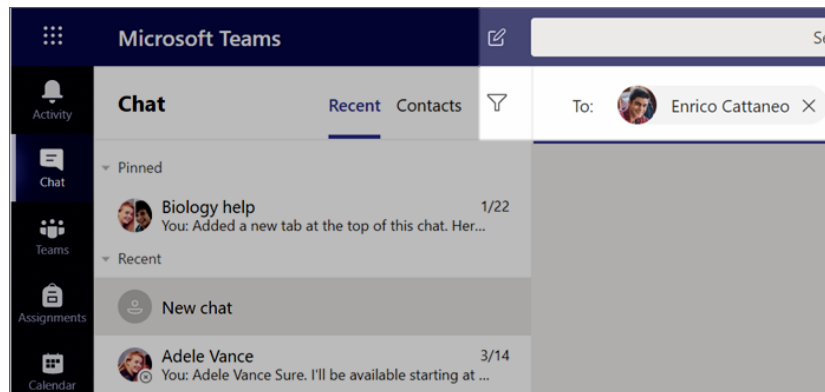 Microsoft Teams
Activity
Chat
Teams
Assignments
Calendar
Chat Recent Contacts
Pinned
Biology help 1/22
You: Added a new tab at the top of this chat. Her...
Recent
New chat
Adele Vance 3/14
You: Adele Vance Sure. I'll be available starting at ...
To: Enrico Cattaneo